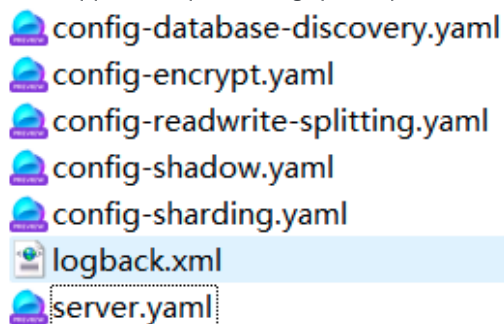 config-database-discovery.yaml
config-encrypt.yaml
config-readwrite-splitting.yaml
config-shadow.yaml
config-sharding.yaml
logback.xml
server.yaml